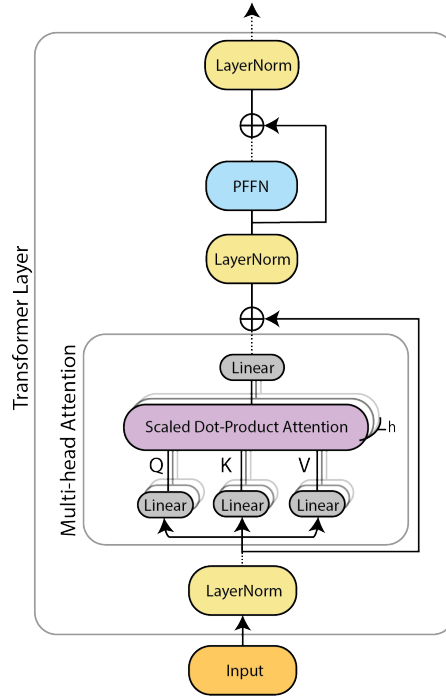 LayerNorm
PFFN
LayerNorm
Transformer Layer
Multi-head Attention
Linear
Scaled Dot-Product Attention
h
Q K V
Linear Linear Linear
LayerNorm
Input